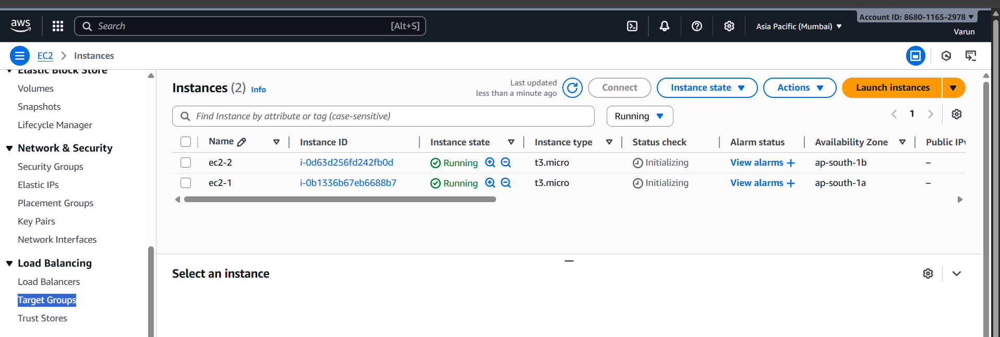 aws
Search [Alt+S]
Asia Pacific (Mumbai)
Account ID: 8680-1165-2978
Varun
EC2 > Instances
Elastic Block Store
Volumes
Snapshots
Lifecycle Manager
Network & Security
Security Groups
Elastic IPs
Placement Groups
Key Pairs
Network Interfaces
Load Balancing
Load Balancers
Target Groups
Trust Stores
Instances (2) Info
Last updated
less than a minute ago
Connect
Instance state
Actions
Launch instances
Find Instance by attribute or tag (case-sensitive)
Running
1
Name Instance ID Instance state Instance type Status check Alarm status Availability Zone Public IPv
ec2-2 i-0d63d256fd242fb0d Running t3.micro Initializing View alarms + ap-south-1b –
ec2-1 i-0b1336b67eb6688b7 Running t3.micro Initializing View alarms + ap-south-1a –
Select an instance